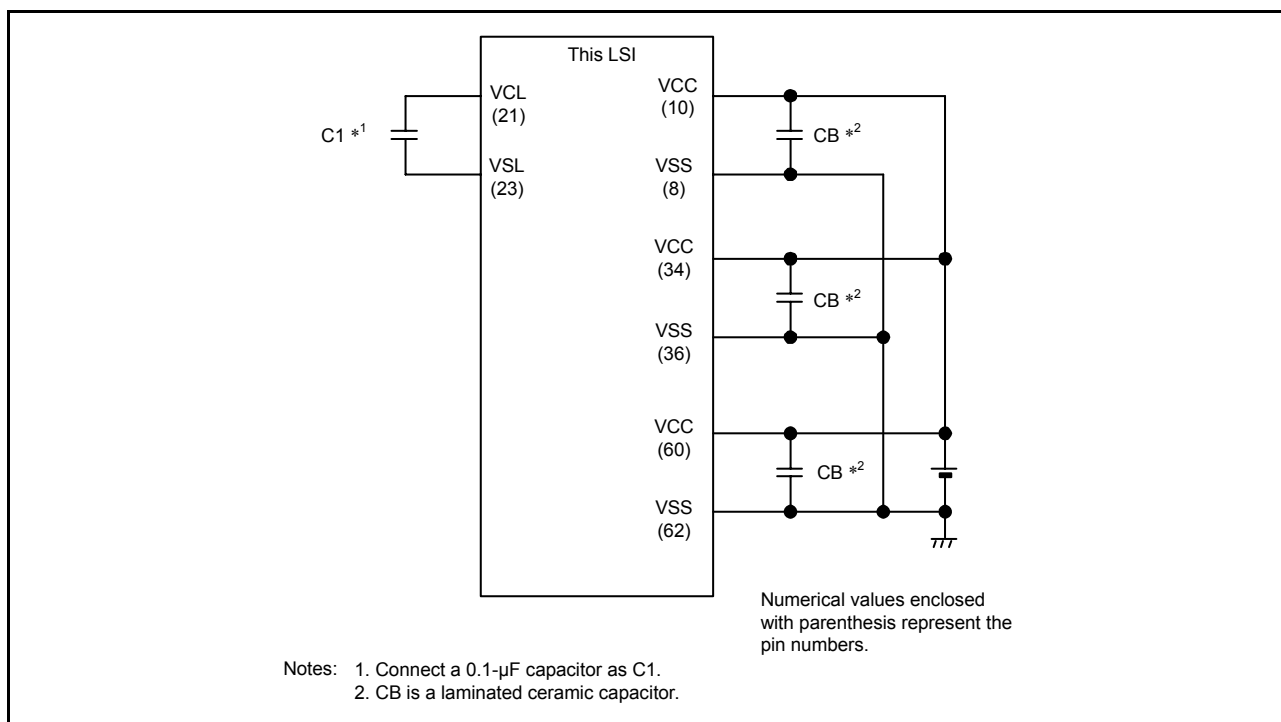 This LSI
VCL
(21)
C1 *1
VSL
(23)
VCC
(10)
CB *2
VSS
(8)
VCC
(34)
CB *2
VSS
(36)
VCC
(60)
CB *2
VSS
(62)
Numerical values enclosed
with parenthesis represent the
pin numbers.
Notes: 1. Connect a 0.1-µF capacitor as C1.
2. CB is a laminated ceramic capacitor.